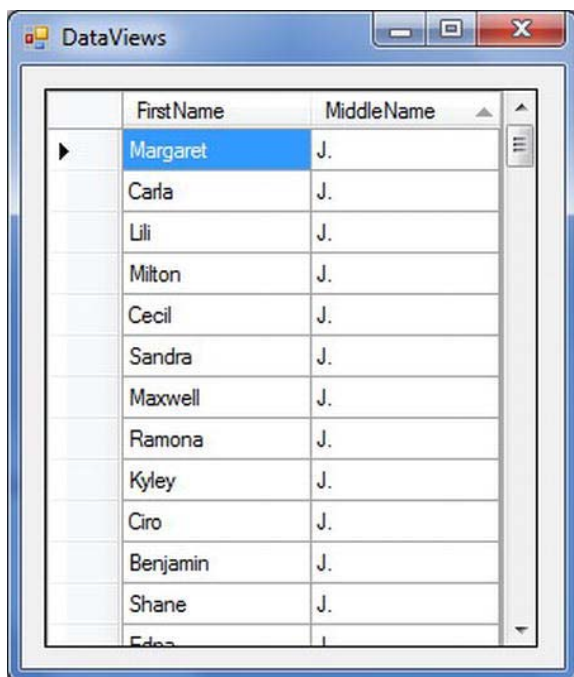 DataViews
FirstName MiddleName
Margaret J.
Carla J.
Lili J.
Milton J.
Cecil J.
Sandra J.
Maxwell J.
Ramona J.
Kyley J.
Ciro J.
Benjamin J.
Shane J.